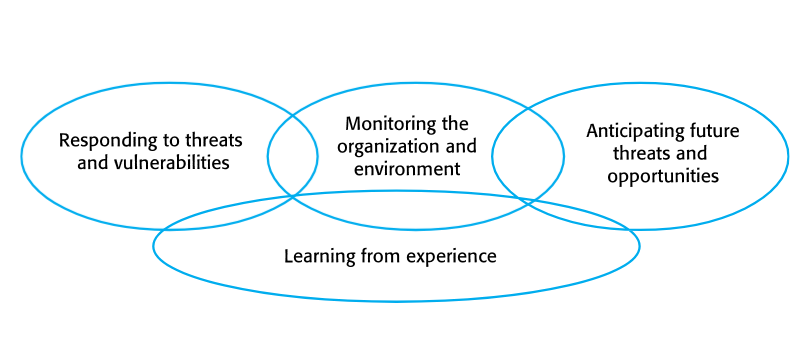 Responding to threats
and vulnerabilities
Monitoring the
organization and
environment
Anticipating future
threats and
opportunities
Learning from experience